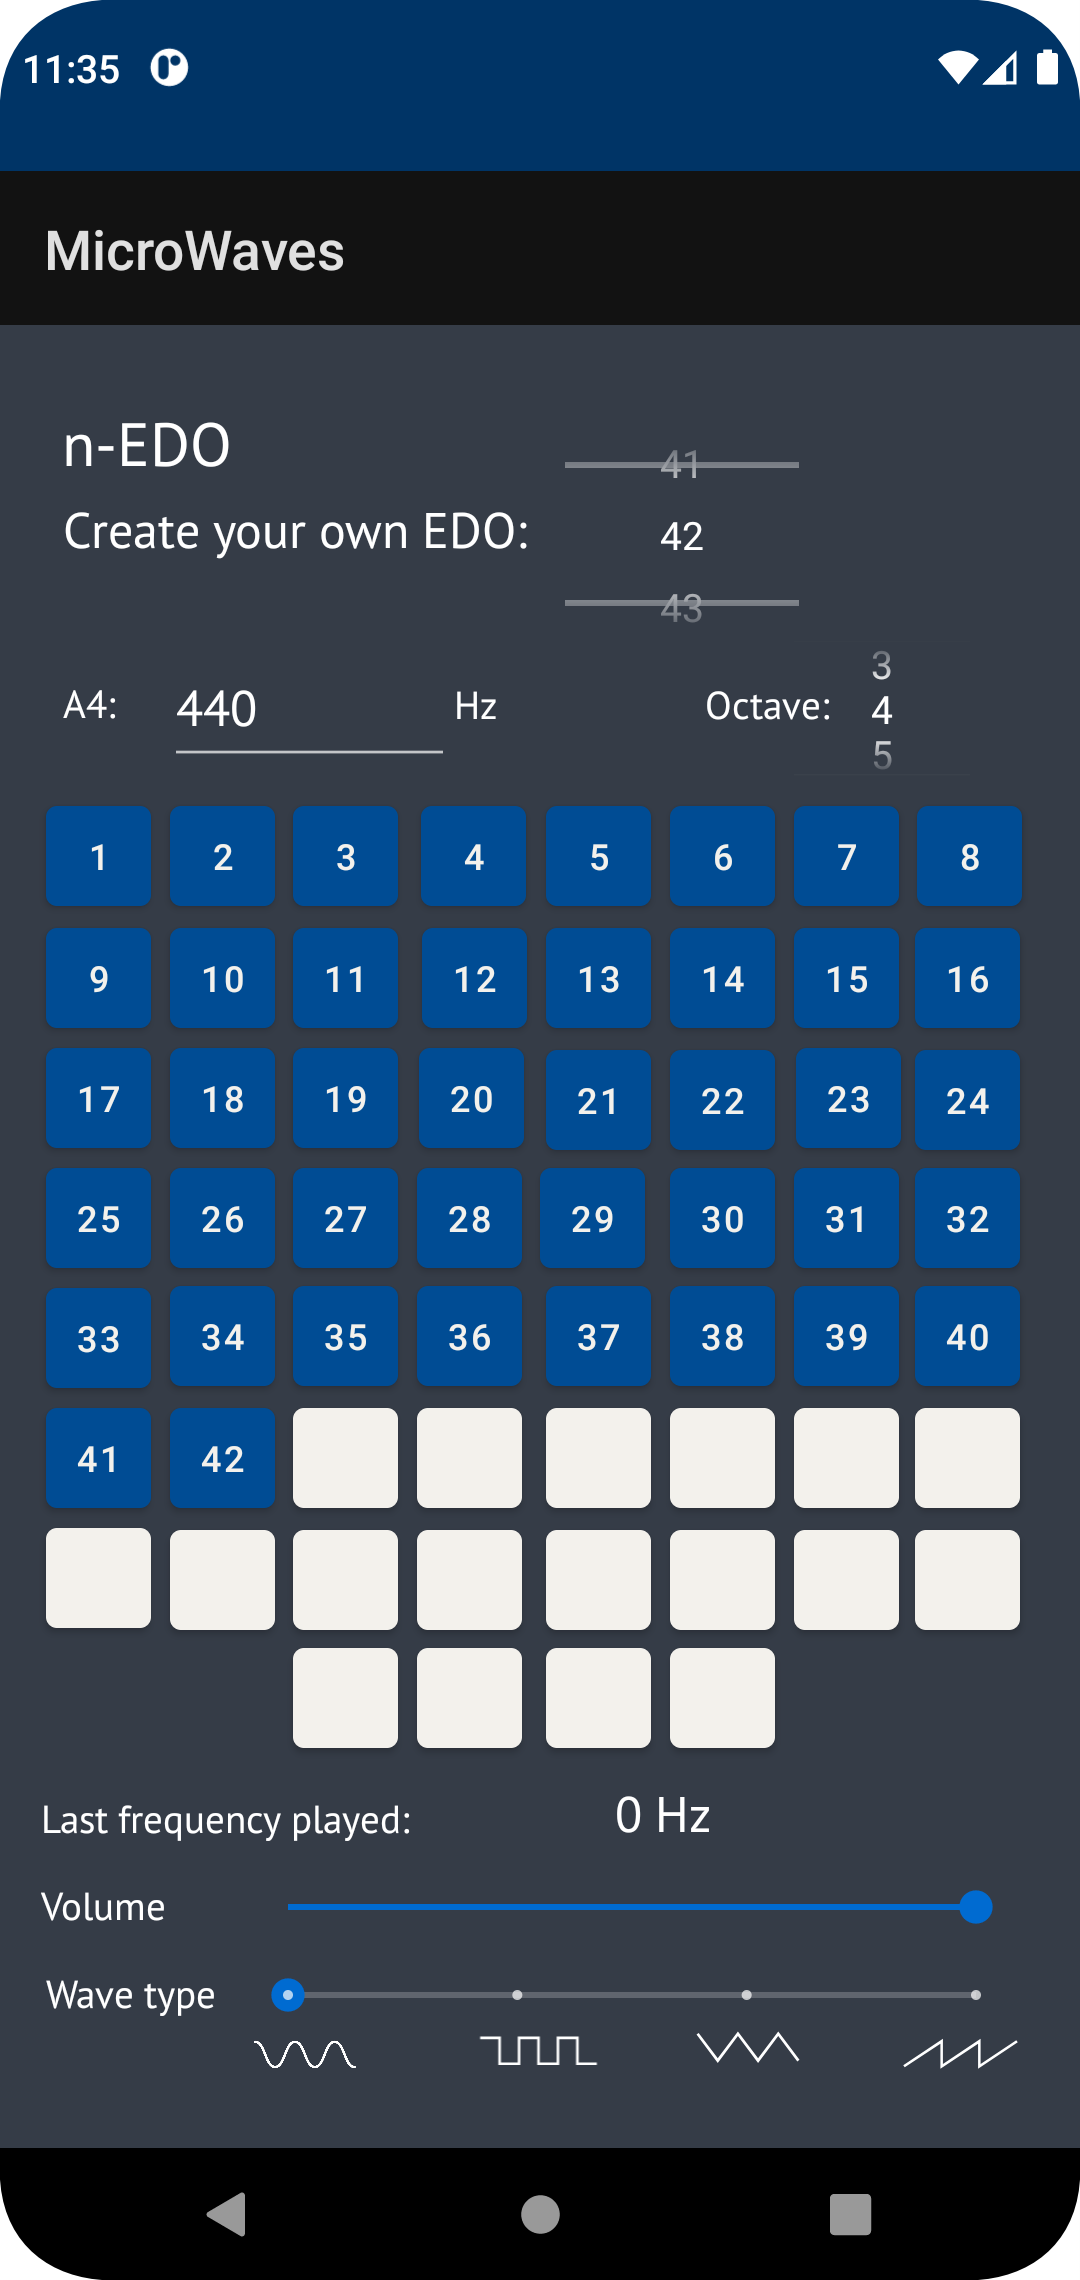 11:35
MicroWaves
n-EDO
41
Create your own EDO:
42
43
A4:
440
Hz
Octave:
3
4
5
1 2 3 4 5 6 7 8
9 10 11 12 13 14 15 16
17 18 19 20 21 22 23 24
25 26 27 28 29 30 31 32
33 34 35 36 37 38 39 40
41 42
Last frequency played: 0 Hz
Volume
Wave type